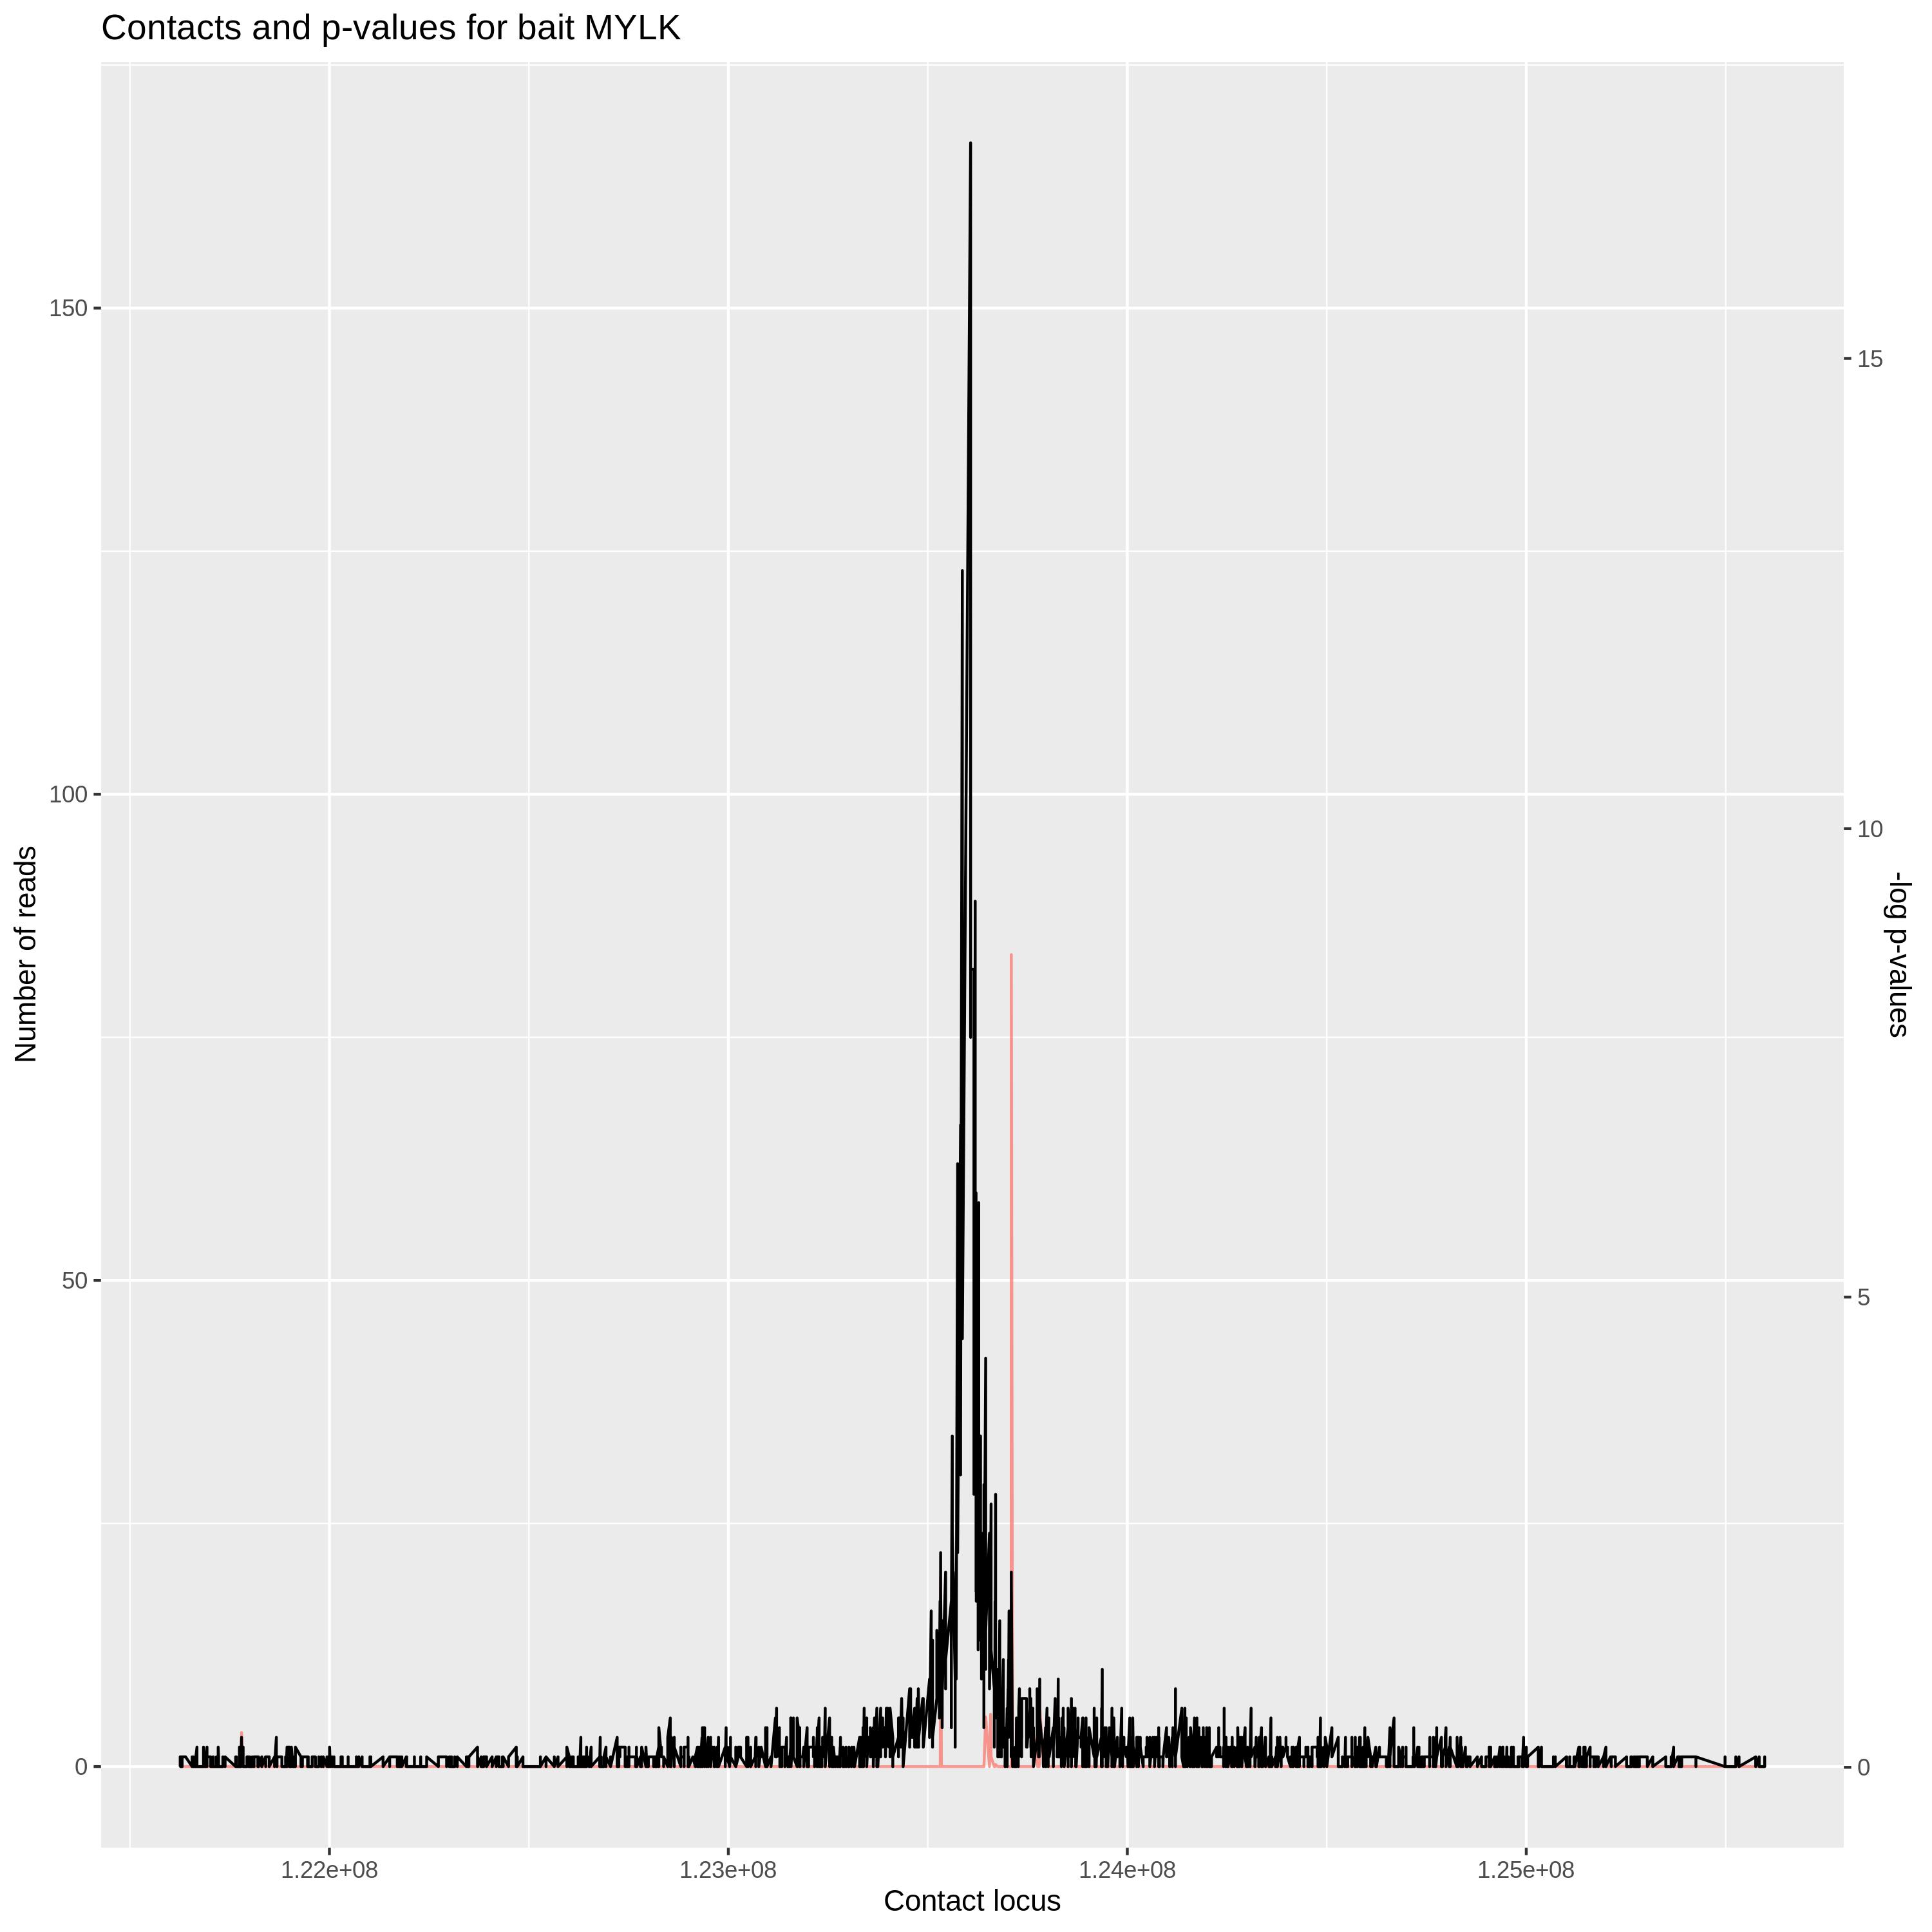 Contacts and p-values for bait MYLK
Number of reads
150
100
50
0
15
10
5
0
-log p-values
1.22e+08
1.23e+08
1.24e+08
1.25e+08
Contact locus